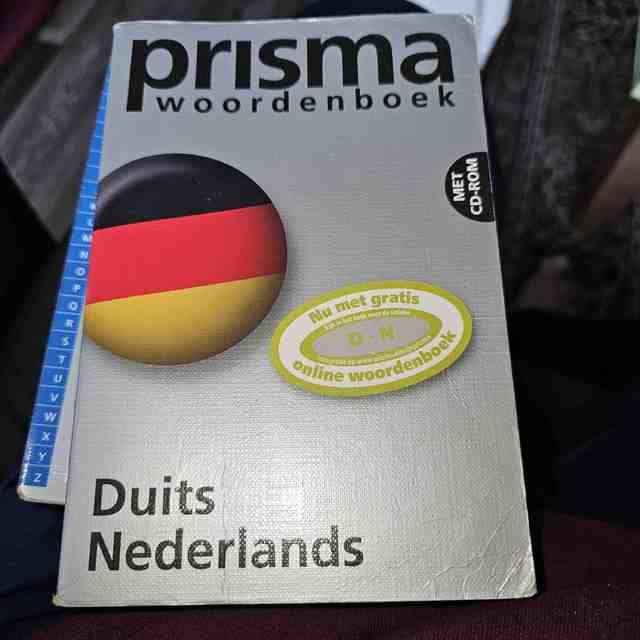 prisma
woordenboek
MET
CD-ROM
Nu met gratis
D - N
online woordenboek
Duits
Nederlands
M
N
O
P
Q
R
S
T
U
V
W
X
Y
Z